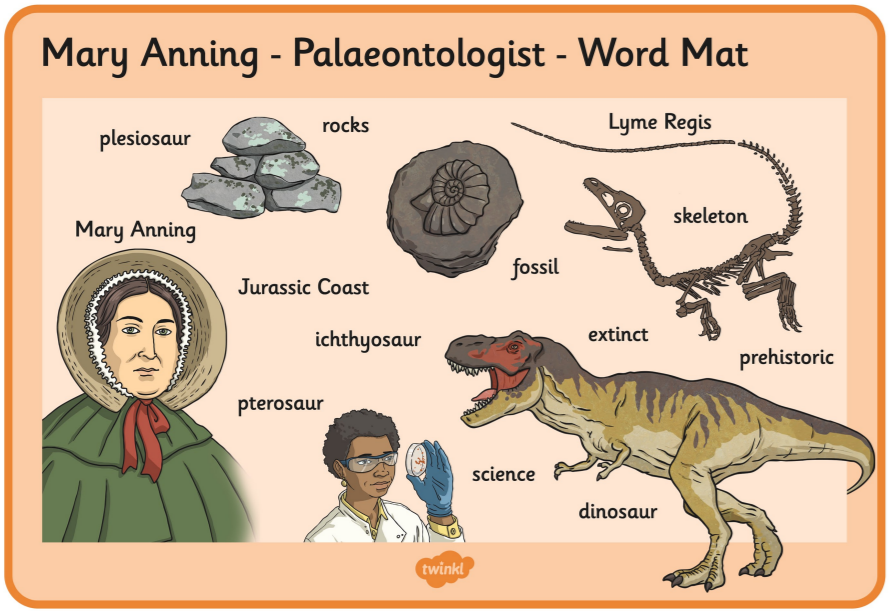 Mary Anning - Palaeontologist - Word Mat
plesiosaur
rocks
Lyme Regis
skeleton
Mary Anning
fossil
Jurassic Coast
ichthyosaur
extinct
prehistoric
pterosaur
science
dinosaur
twinkl